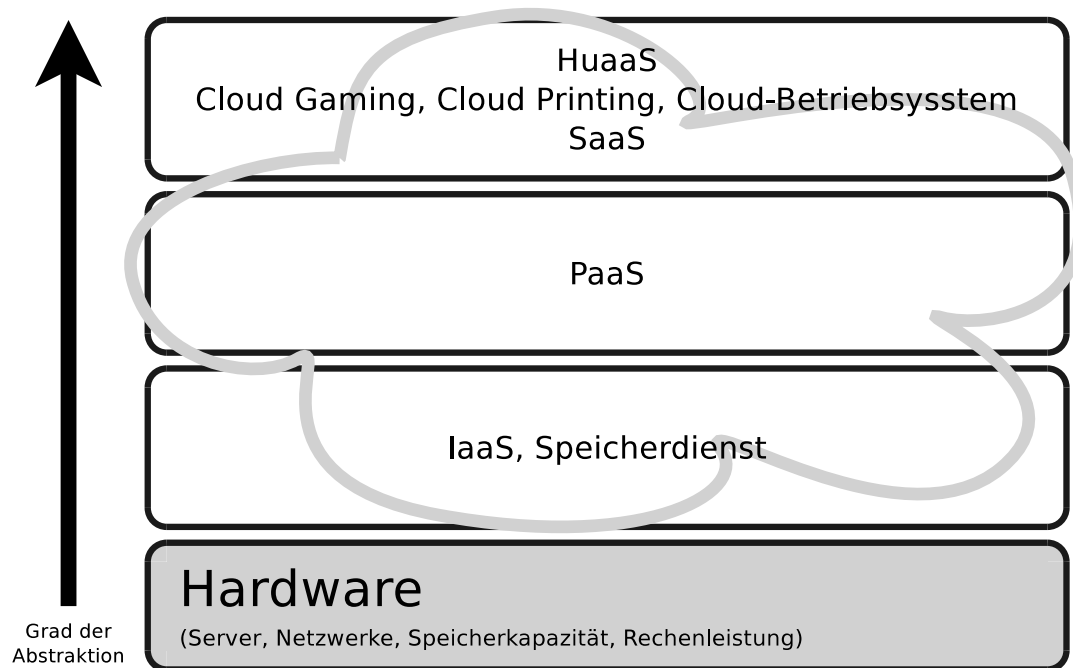 HuaaS
Cloud Gaming, Cloud Printing, Cloud-Betriebsysstem
SaaS
PaaS
IaaS, Speicherdienst
Hardware
(Server, Netzwerke, Speicherkapazität, Rechenleistung)
Grad der
Abstraktion